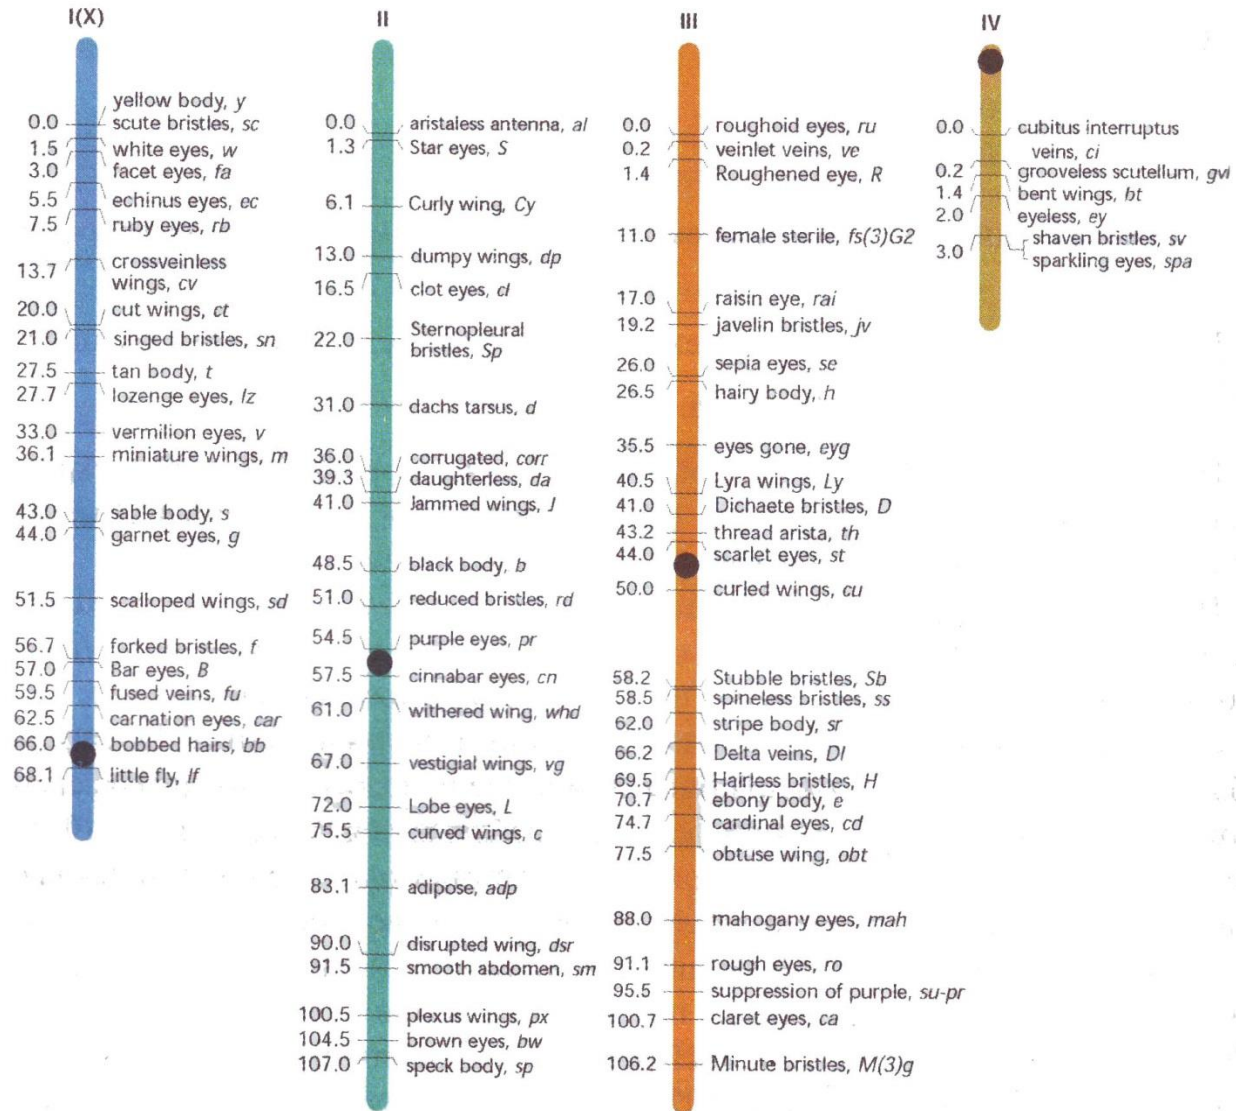 I(X)
yellow body, y
0.0 scute bristles, sc
1.5 white eyes, w
3.0 facet eyes, fa
5.5 echinus eyes, ec
7.5 ruby eyes, rb
crossveinless
13.7 wings, cv
20.0 cut wings, ct
21.0 singed bristles, sn
27.5 tan body, t
27.7 lozenge eyes, lz
33.0 vermilion eyes, v
36.1 miniature wings, m
43.0 sable body, s
44.0 garnet eyes, g
51.5 scalloped wings, sd
56.7 forked bristles, f
57.0 Bar eyes, B
59.5 fused veins, fu
62.5 carnation eyes, car
66.0 bobbed hairs, bb
68.1 little fly, lf
II
0.0 aristaless antenna, al
1.3 Star eyes, S
6.1 Curly wing, Cy
13.0 dumpy wings, dp
16.5 clot eyes, cl
Sternopleural
22.0 bristles, Sp
31.0 dachs tarsus, d
36.0 corrugated, corr
39.3 daughterless, da
41.0 Jammed wings, J
48.5 black body, b
51.0 reduced bristles, rd
54.5 purple eyes, pr
57.5 cinnabar eyes, cn
61.0 withered wing, whd
67.0 vestigial wings, vg
72.0 Lobe eyes, L
75.5 curved wings, c
83.1 adipose, adp
90.0 disrupted wing, dsr
91.5 smooth abdomen, sm
100.5 plexus wings, px
104.5 brown eyes, bw
107.0 speck body, sp
III
0.0 roughoid eyes, ru
0.2 veinlet veins, ve
1.4 Roughened eye, R
11.0 female sterile, fs(3)G2
17.0 raisin eye, rai
19.2 javelin bristles, jv
26.0 sepia eyes, se
26.5 hairy body, h
35.5 eyes gone, eyg
40.5 Lyra wings, Ly
41.0 Dichaete bristles, D
43.2 thread arista, th
44.0 scarlet eyes, st
50.0 curled wings, cu
58.2 Stubble bristles, Sb
58.5 spineless bristles, ss
62.0 stripe body, sr
66.2 Delta veins, Dl
69.5 Hairless bristles, H
70.7 ebony body, e
74.7 cardinal eyes, cd
77.5 obtuse wing, obt
88.0 mahogany eyes, mah
91.1 rough eyes, ro
95.5 suppression of purple, su-pr
100.7 claret eyes, ca
106.2 Minute bristles, M(3)g
IV
0.0 cubitus interruptus
veins, ci
0.2 grooveless scutellum, gvl
1.4 bent wings, bt
2.0 eyeless, ey
shaven bristles, sv
3.0 sparkling eyes, spa